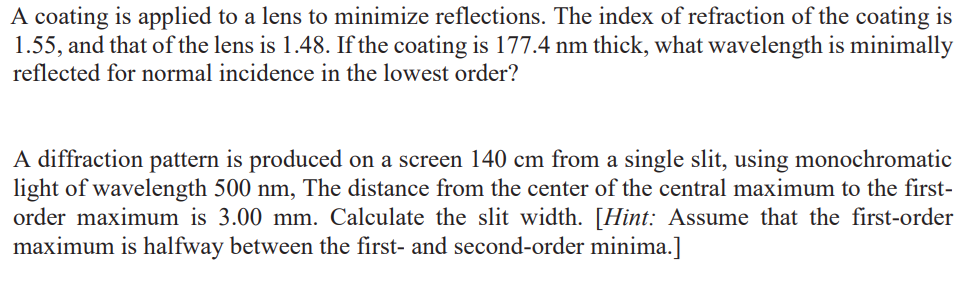 A coating is applied to a lens to minimize reflections. The index of refraction of the coating is
1.55, and that of the lens is 1.48. If the coating is 177.4 nm thick, what wavelength is minimally
reflected for normal incidence in the lowest order?
A diffraction pattern is produced on a screen 140 cm from a single slit, using monochromatic
light of wavelength 500 nm, The distance from the center of the central maximum to the first-
order maximum is 3.00 mm. Calculate the slit width. [Hint: Assume that the first-order
maximum is halfway between the first- and second-order minima.]